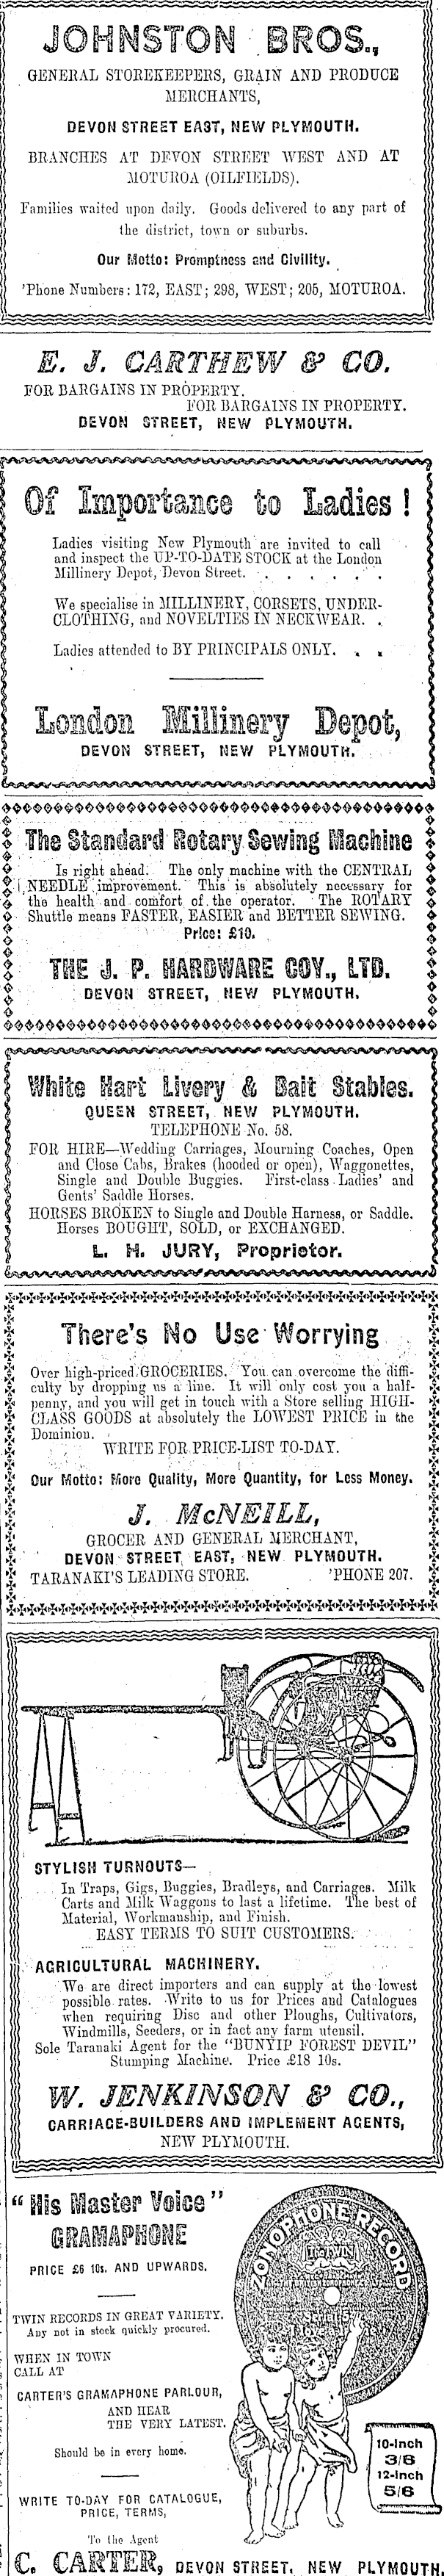 JOHNSTON BROS.,
GENERAL STOREKEEPERS, GRAIN AND PRODUCE
MERCHANTS,
DEVON STREET EAST, NEW PLYMOUTH.
BRANCHES AT DEVON STREET WEST AND AT
MOTUROA (OILFIELDS).
Families waited upon daily. Goods delivered to any part of
the district, town or suburbs.
Our Motto: Promptness and Civility.
'Phone Numbers: 172, EAST; 298, WEST; 205, MOTUROA.
E. J. CARTHEW & CO.
FOR BARGAINS IN PROPERTY.
FOR BARGAINS IN PROPERTY.
DEVON STREET, NEW PLYMOUTH.
Of Importance to Ladies!
Ladies visiting New Plymouth are invited to call
and inspect the UP-TO-DATE STOCK at the London
Millinery Depot, Devon Street. . . . . . .
We specialise in MILLINERY, CORSETS, UNDER-
CLOTHING, and NOVELTIES IN NECKWEAR. .
Ladies attended to BY PRINCIPALS ONLY. . .
London Millinery Depot,
DEVON STREET, NEW PLYMOUTH.
The Standard Rotary Sewing Machine
Is right ahead. The only machine with the CENTRAL
NEEDLE improvement. This is absolutely necessary for
the health and comfort of the operator. The ROTARY
Shuttle means FASTER, EASIER and BETTER SEWING.
Price: £10.
THE J. P. HARDWARE COY., LTD.
DEVON STREET, NEW PLYMOUTH.
White Hart Livery & Bait Stables.
QUEEN STREET, NEW PLYMOUTH.
TELEPHONE No. 58.
FOR HIRE—Wedding Carriages, Mourning Coaches, Open
and Close Cabs, Brakes (hooded or open), Waggonettes,
Single and Double Buggies. First-class Ladies' and
Gents' Saddle Horses.
HORSES BROKEN to Single and Double Harness, or Saddle.
Horses BOUGHT, SOLD, or EXCHANGED.
L. H. JURY, Proprietor.
There's No Use Worrying
Over high-priced GROCERIES. You can overcome the diffi-
culty by dropping us a line. It will only cost you a half-
penny, and you will get in touch with a Store selling HIGH-
CLASS GOODS at absolutely the LOWEST PRICE in the
Dominion.
WRITE FOR PRICE-LIST TO-DAY.
Our Motto: More Quality, More Quantity, for Less Money.
J. McNEILL,
GROCER AND GENERAL MERCHANT,
DEVON STREET EAST, NEW PLYMOUTH.
TARANAKI'S LEADING STORE. 'PHONE 207.
STYLISH TURNOUTS—
In Traps, Gigs, Buggies, Bradleys, and Carriages. Milk
Carts and Milk Waggons to last a lifetime. The best of
Material, Workmanship, and Finish.
EASY TERMS TO SUIT CUSTOMERS.
AGRICULTURAL MACHINERY.
We are direct importers and can supply at the lowest
possible rates. Write to us for Prices and Catalogues
when requiring Disc and other Ploughs, Cultivators,
Windmills, Seeders, or in fact any farm utensil.
Sole Taranaki Agent for the "BUNYIP FOREST DEVIL"
Stumping Machine. Price £18 10s.
W. JENKINSON & CO.,
CARRIAGE-BUILDERS AND IMPLEMENT AGENTS,
NEW PLYMOUTH.
"His Master Voice"
GRAMAPHONE
PRICE £6 10s. AND UPWARDS.
TWIN RECORDS IN GREAT VARIETY.
Any not in stock quickly procured.
WHEN IN TOWN
CALL AT
CARTER'S GRAMAPHONE PARLOUR,
AND HEAR
THE VERY LATEST.
Should be in every home.
WRITE TO-DAY FOR CATALOGUE,
PRICE, TERMS,
To the Agent
ZONOPHONE RECORD
THE TWIN
10-Inch
3/6
12-Inch
5/6
C. CARTER, DEVON STREET, NEW PLYMOUTH.